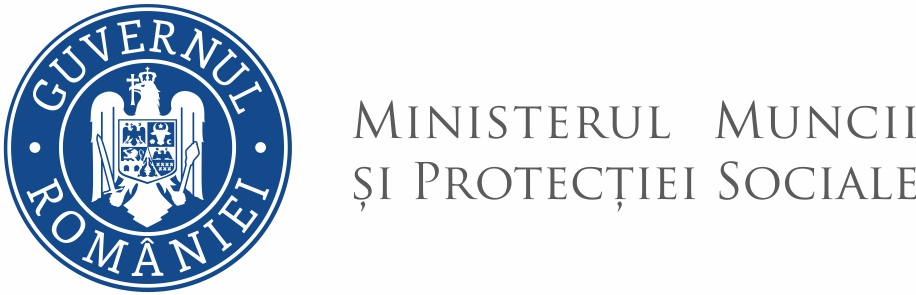 GUVERNUL
ROMÂNIEI
MINISTERUL MUNCII
ȘI PROTECȚIEI SOCIALE